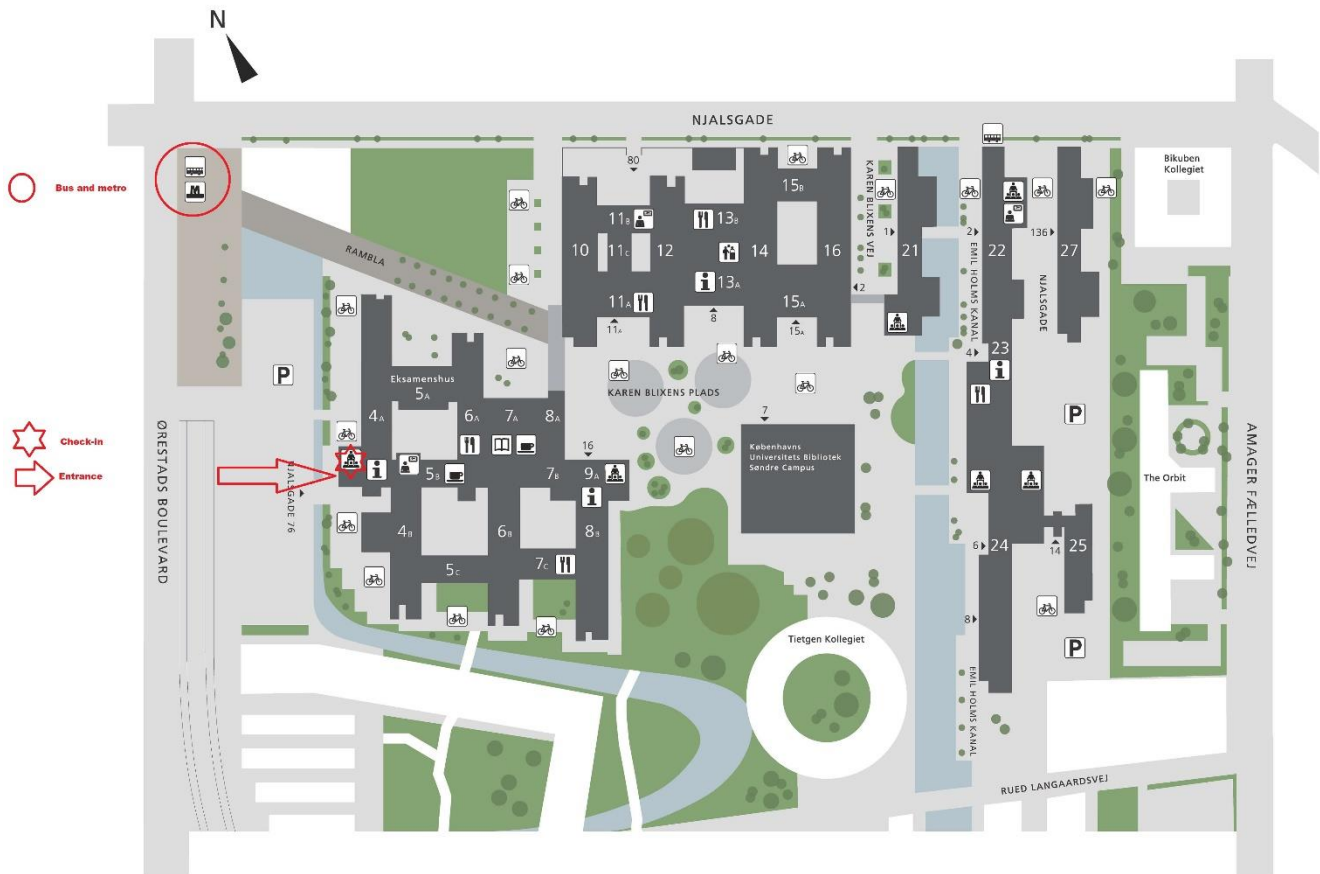 N
NJALSGADE
Bus and metro
80
15B
KAREN BLIXENS VEJ
Bikuben
Kollegiet
11B
13B
10
11C
12
14
16
1
21
2
22
136
27
RAMBLA
EMIL HOLMS KANAL
NJALSGADE
i
13A
11A
15A
2
11A
8
15A
4
23
i
P
Eksamenshus
5A
KAREN BLIXENS PLADS
4A
6A
7A
8A
7
P
Check-in
Entrance
ØRESTADS BOULEVARD
NJALSGADE 76
i
5B
7B
16
9A
i
Københavns
Universitets Bibliotek
Søndre Campus
The Orbit
AMAGER FÆLLEDVEJ
4B
6B
8B
5C
7C
6
24
14
25
8
Tietgen Kollegiet
P
EMIL HOLMS KANAL
RUED LANGAARDSVEJ